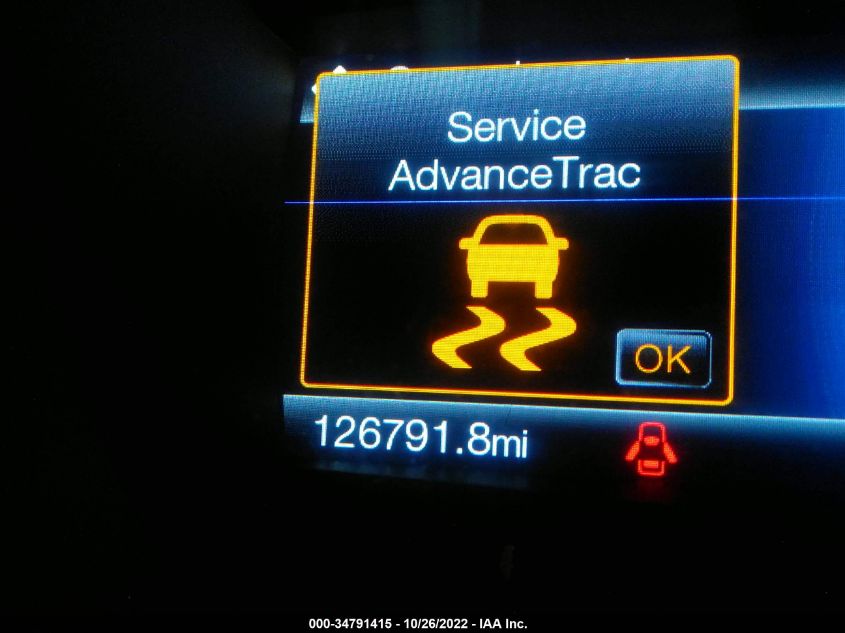 Service
AdvanceTrac
OK
126791.8mi
000-34791415 - 10/26/2022 - IAA Inc.